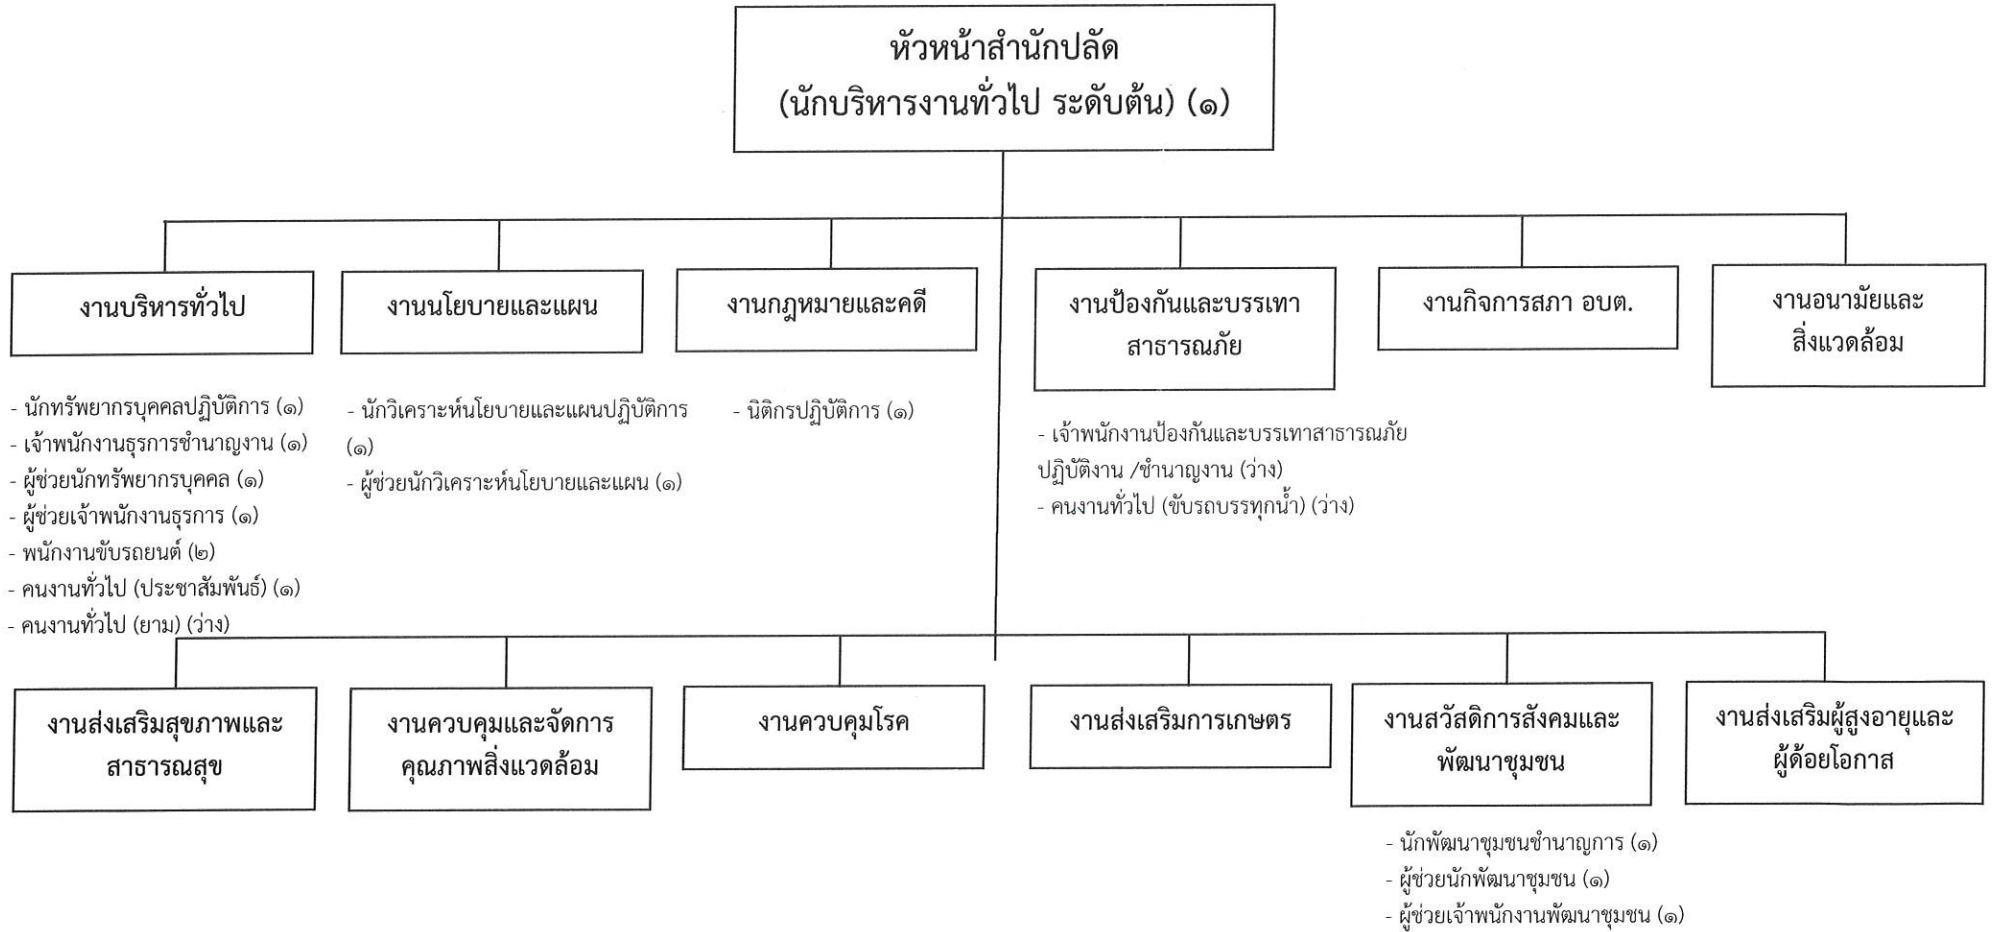 หัวหน้าสำนักปลัด
(นักบริหารงานทั่วไป ระดับต้น) (๑)
งานบริหารทั่วไป
งานนโยบายและแผน
งานกฎหมายและคดี
งานป้องกันและบรรเทา
สาธารณภัย
งานกิจการสภา อบต.
งานอนามัยและ
สิ่งแวดล้อม
- นักทรัพยากรบุคคลปฏิบัติการ (๑)
- เจ้าพนักงานธุรการชำนาญงาน (๑)
- ผู้ช่วยนักทรัพยากรบุคคล (๑)
- ผู้ช่วยเจ้าพนักงานธุรการ (๑)
- พนักงานขับรถยนต์ (๒)
- คนงานทั่วไป (ประชาสัมพันธ์) (๑)
- คนงานทั่วไป (ยาม) (ว่าง)
- นักวิเคราะห์นโยบายและแผนปฏิบัติการ
(๑)
- ผู้ช่วยนักวิเคราะห์นโยบายและแผน (๑)
- นิติกรปฏิบัติการ (๑)
- เจ้าพนักงานป้องกันและบรรเทาสาธารณภัย
ปฏิบัติงาน /ชำนาญงาน (ว่าง)
- คนงานทั่วไป (ขับรถบรรทุกน้ำ) (ว่าง)
งานส่งเสริมสุขภาพและ
สาธารณสุข
งานควบคุมและจัดการ
คุณภาพสิ่งแวดล้อม
งานควบคุมโรค
งานส่งเสริมการเกษตร
งานสวัสดิการสังคมและ
พัฒนาชุมชน
งานส่งเสริมผู้สูงอายุและ
ผู้ด้อยโอกาส
- นักพัฒนาชุมชนชำนาญการ (๑)
- ผู้ช่วยนักพัฒนาชุมชน (๑)
- ผู้ช่วยเจ้าพนักงานพัฒนาชุมชน (๑)